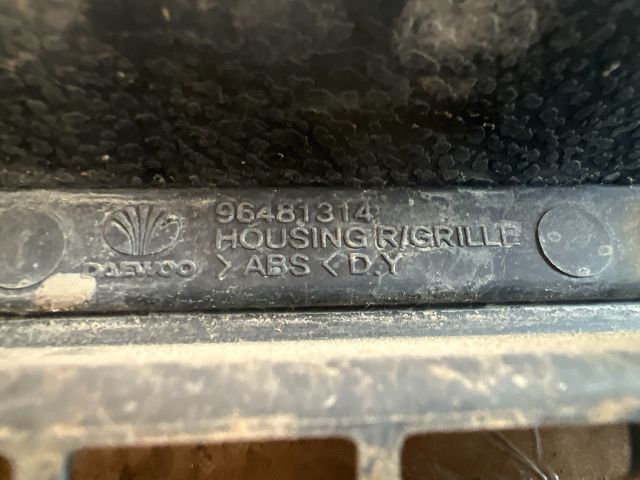 96481314
HOUSING R/GRILLE
DAEWOO > ABS < D.Y